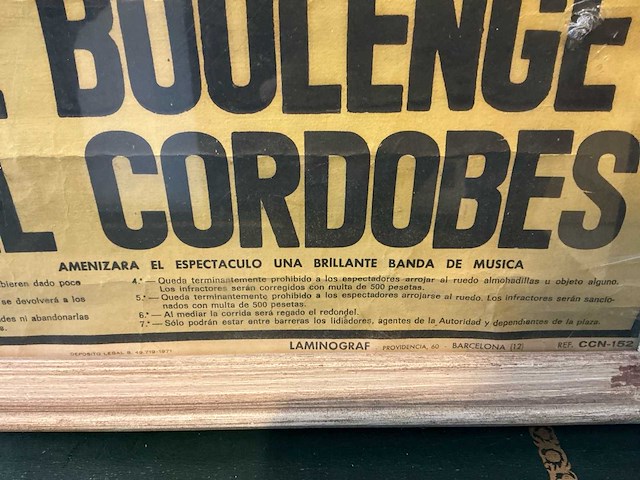 BOULENGE
L CORDOBES
AMENIZARA EL ESPECTACULO UNA BRILLANTE BANDA DE MUSICA
bieren dado poca
se devolverá a los
des ni abandonarlas
4.ª — Queda terminantemente prohibido a los espectadores arrojar al ruedo almohadillas u objeto alguno.
Los infractores serán corregidos con multa de 500 pesetas.
5.ª — Queda terminantemente prohibido a los espectadores arrojarse al ruedo. Los infractores serán sancio-
nados con multa de 500 pesetas.
6.ª — Al mediar la corrida será regado el redondel.
7.ª — Sólo podrán estar entre barreras los lidiadores, agentes de la Autoridad y dependientes de la plaza.
DEPOSITO LEGAL B. 43.719-1971
LAMINOGRAF - PROVIDENCIA, 60 - BARCELONA (12)
REF. CCN-152